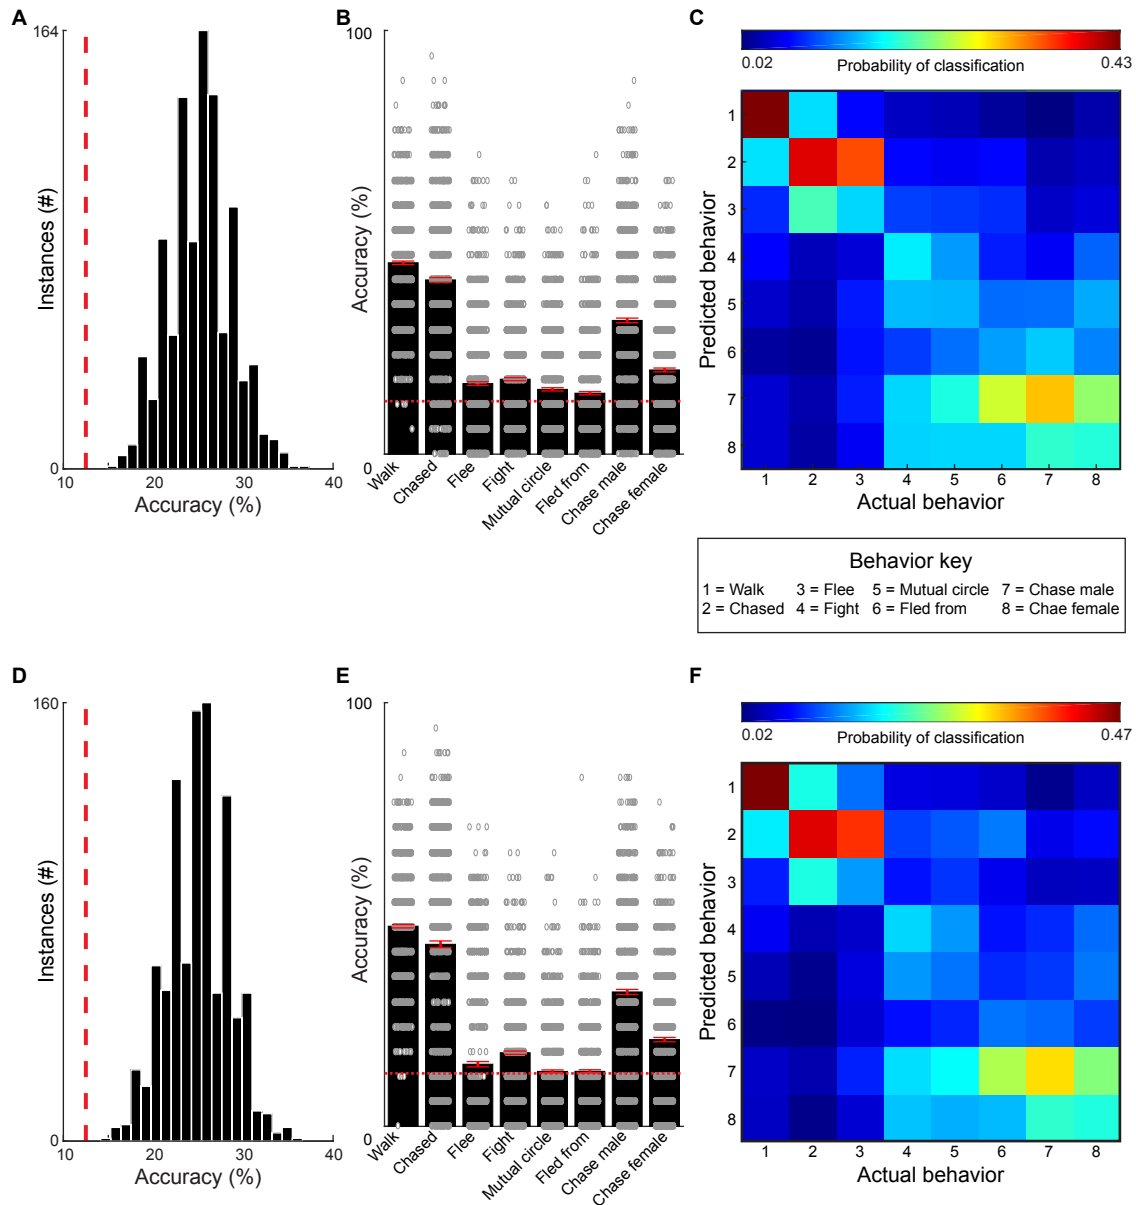 A
164
Instances (#)
0
10
20
30
40
Accuracy (%)
B
100
Accuracy (%)
0
Walk
Chased
Flee
Fight
Mutual circle
Fled from
Chase male
Chase female
C
0.02
Probability of classification
0.43
Predicted behavior
1
2
3
4
5
6
7
8
1 2 3 4 5 6 7 8
Actual behavior
Behavior key
1 = Walk 3 = Flee 5 = Mutual circle 7 = Chase male
2 = Chased 4 = Fight 6 = Fled from 8 = Chae female
D
160
Instances (#)
0
10
20
30
40
Accuracy (%)
E
100
Accuracy (%)
0
Walk
Chased
Flee
Fight
Mutual circle
Fled from
Chase male
Chase female
F
0.02
Probability of classification
0.47
Predicted behavior
1
2
3
4
5
6
7
8
1 2 3 4 5 6 7 8
Actual behavior